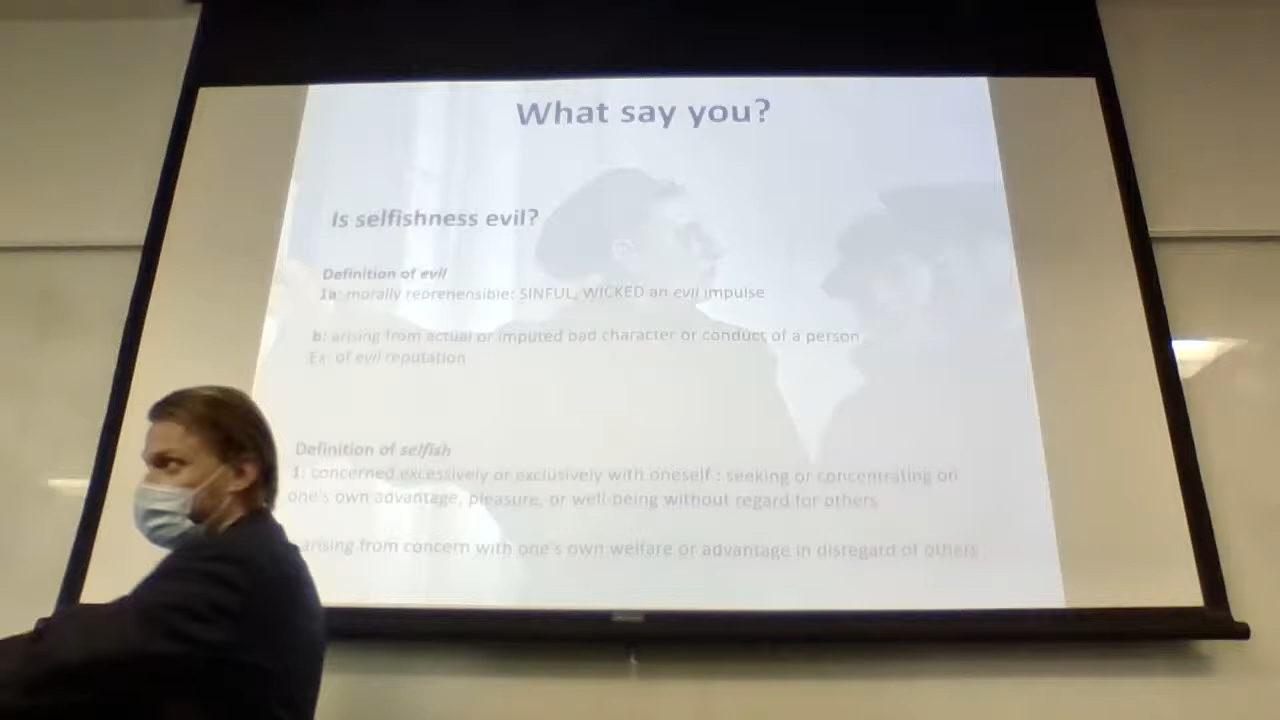 What say you?
Is selfishness evil?
Definition of evil
1a: morally reprehensible: SINFUL, WICKED an evil impulse
b: arising from actual or imputed bad character or conduct of a person
Ex: of evil reputation
Definition of selfish
1: concerned excessively or exclusively with oneself : seeking or concentrating on
one's own advantage, pleasure, or well-being without regard for others
arising from concern with one's own welfare or advantage in disregard of others